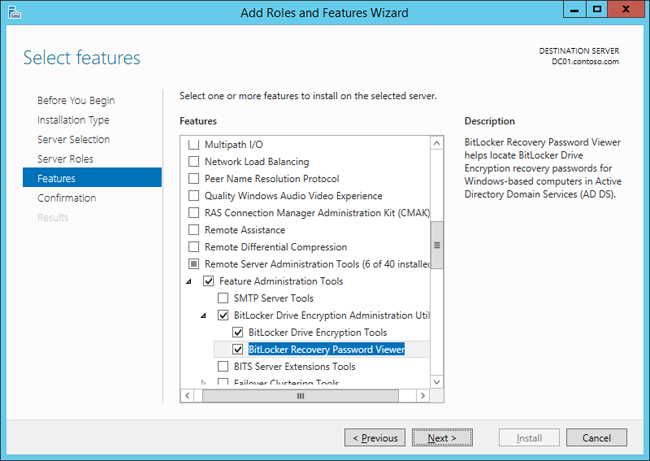 Add Roles and Features Wizard
Select features
DESTINATION SERVER
DC01.contoso.com
Before You Begin
Installation Type
Server Selection
Server Roles
Features
Confirmation
Results
Select one or more features to install on the selected server.
Features
Multipath I/O
Network Load Balancing
Peer Name Resolution Protocol
Quality Windows Audio Video Experience
RAS Connection Manager Administration Kit (CMAK)
Remote Assistance
Remote Differential Compression
Remote Server Administration Tools (6 of 40 installed
Feature Administration Tools
SMTP Server Tools
BitLocker Drive Encryption Administration Util
BitLocker Drive Encryption Tools
BitLocker Recovery Password Viewer
BITS Server Extensions Tools
Failover Clustering Tools
Description
BitLocker Recovery Password Viewer
helps locate BitLocker Drive
Encryption recovery passwords for
Windows-based computers in Active
Directory Domain Services (AD DS).
< Previous
Next >
Install
Cancel